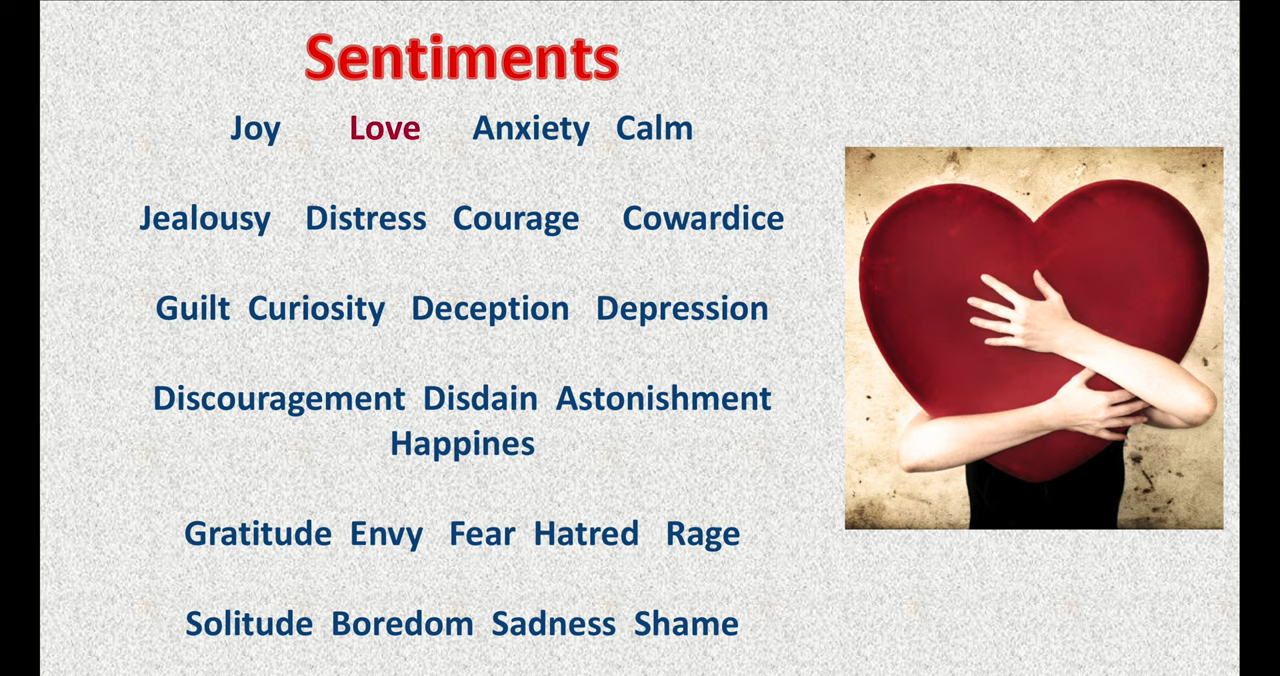 Sentiments
Joy Love Anxiety Calm
Jealousy Distress Courage Cowardice
Guilt Curiosity Deception Depression
Discouragement Disdain Astonishment
Happines
Gratitude Envy Fear Hatred Rage
Solitude Boredom Sadness Shame